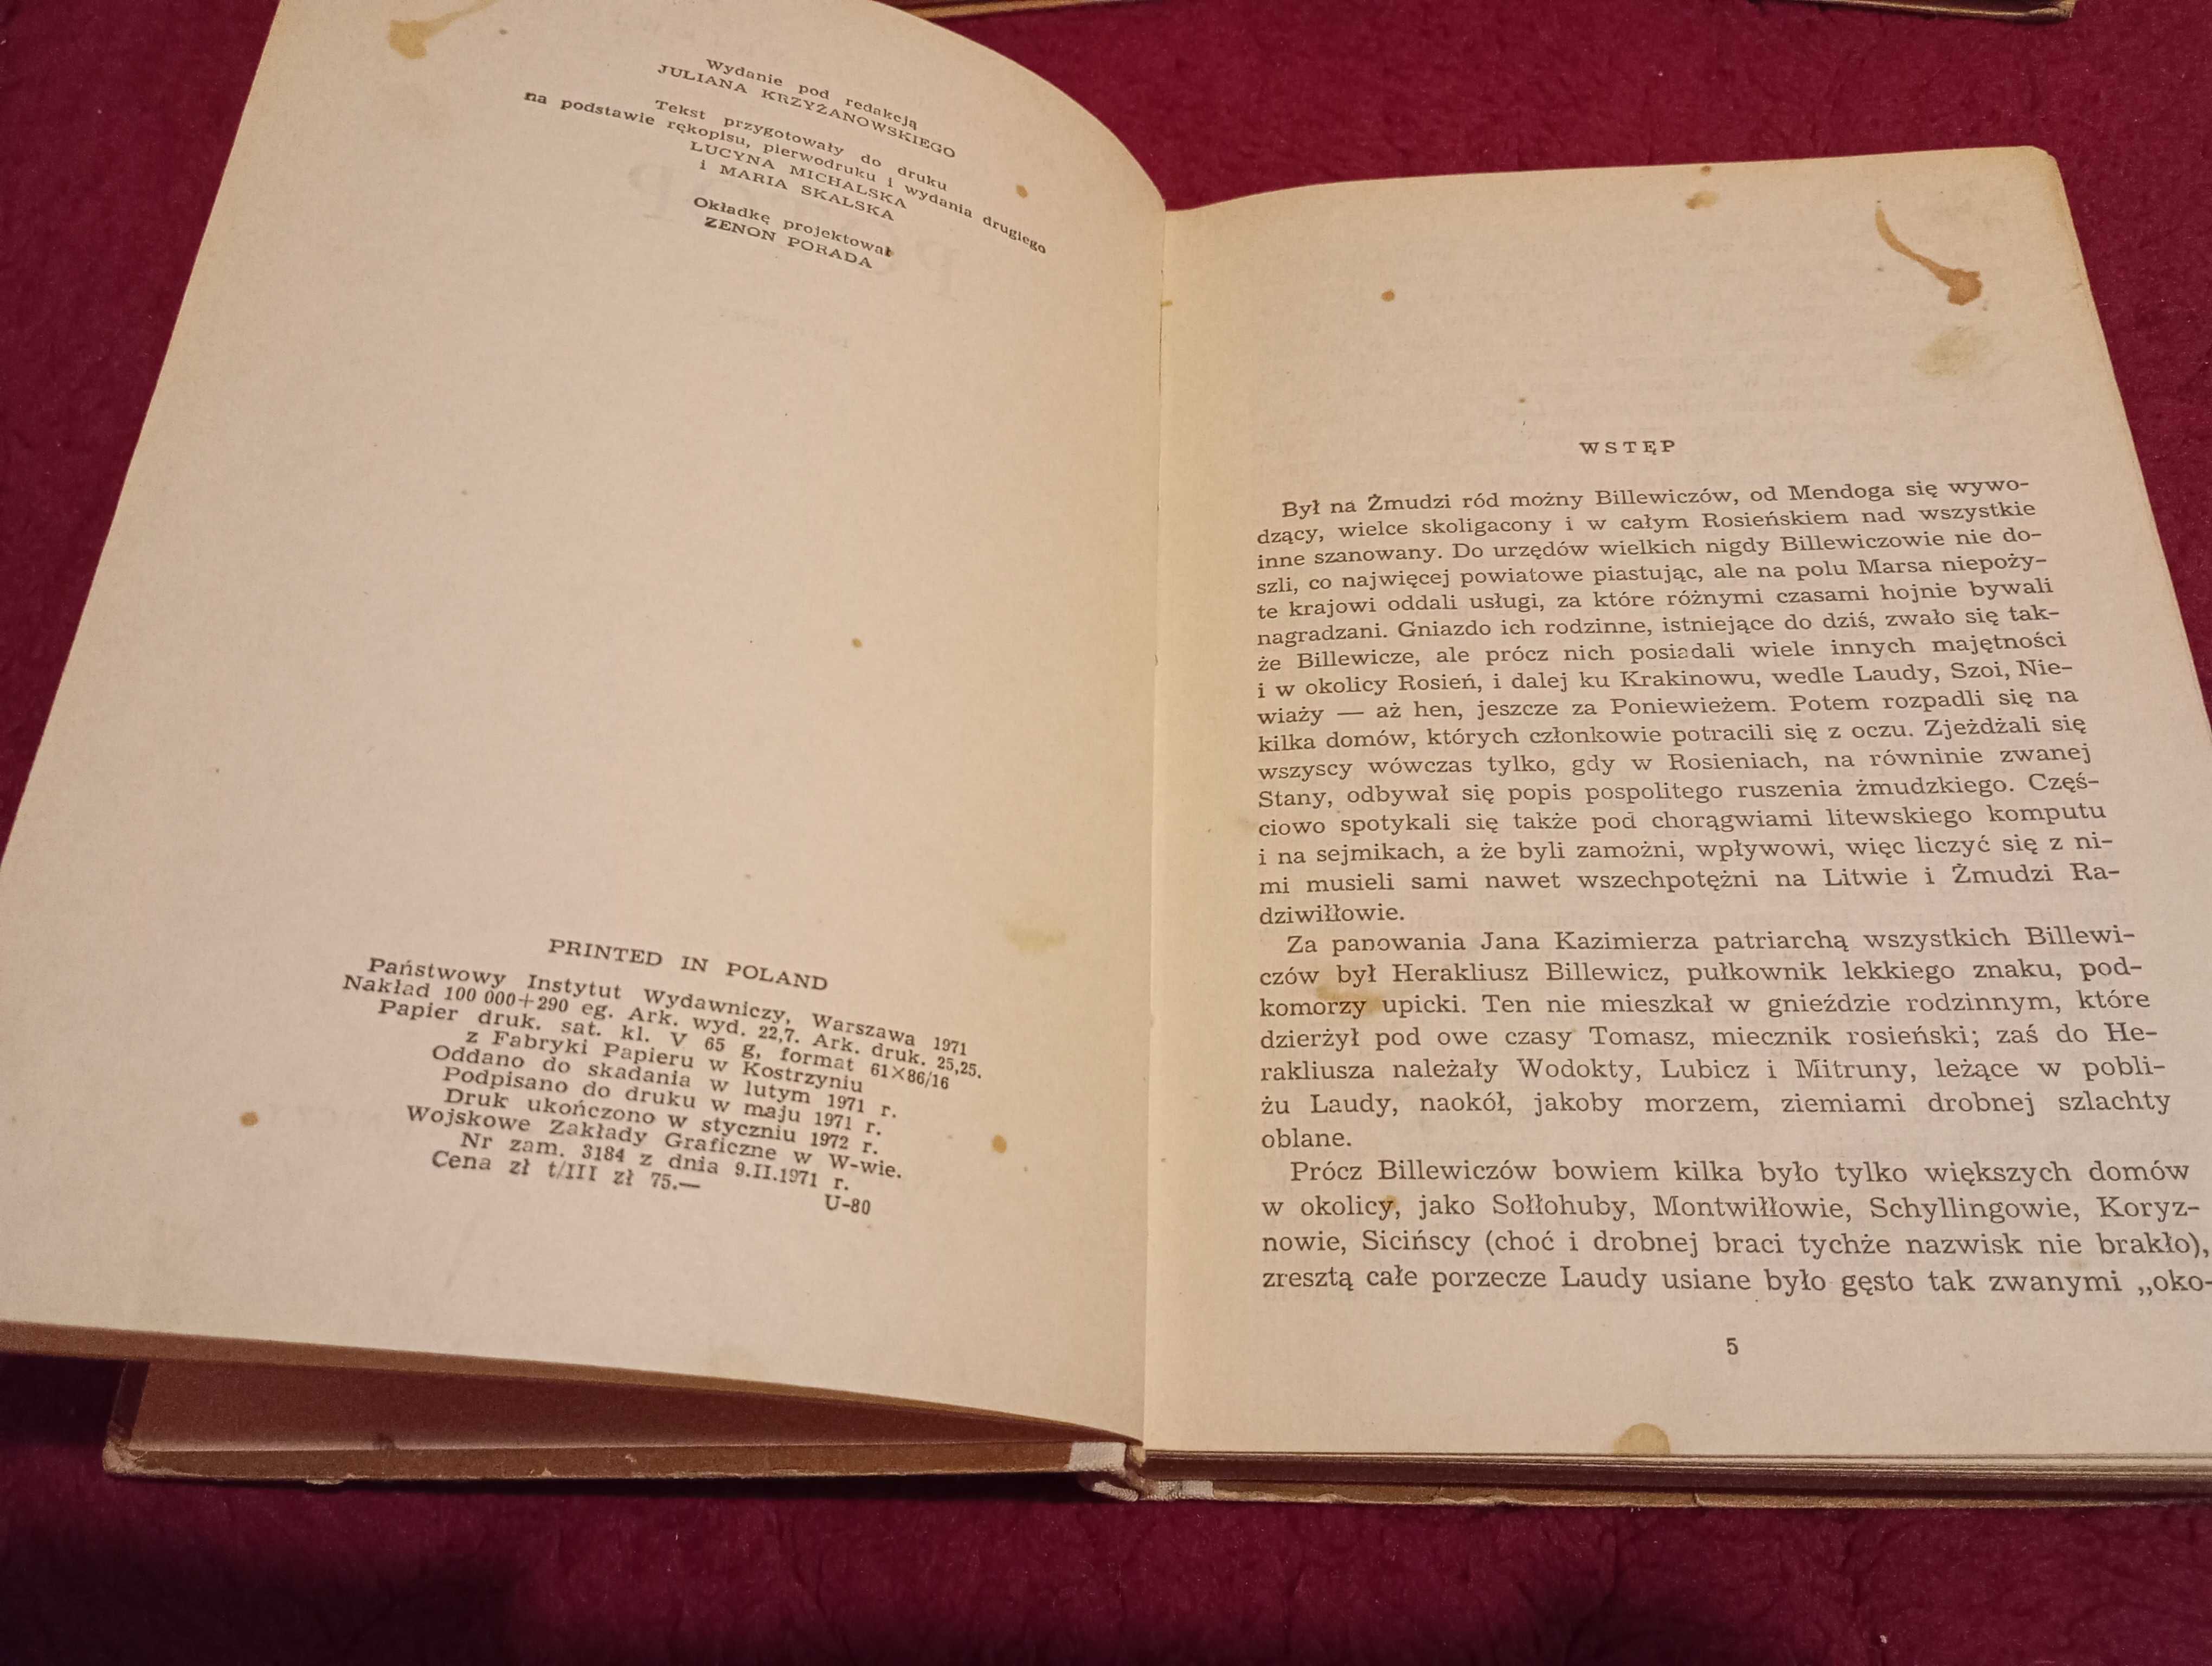 Wydanie pod redakcją
JULIANA KRZYŻANOWSKIEGO
Tekst przygotowały do druku
na podstawie rękopisu, pierwodruku i wydania drugiego
LUCYNA MICHALSKA
i MARIA SKALSKA
Okładkę projektował
ZENON PORADA
PRINTED IN POLAND
Państwowy Instytut Wydawniczy, Warszawa 1971
Nakład 100 000+290 eg. Ark. wyd. 22,7. Ark. druk. 25,25.
Papier druk. sat. kl. V 65 g, format 61×86/16
z Fabryki Papieru w Kostrzyniu
Oddano do skadania w lutym 1971 r.
Podpisano do druku w maju 1971 r.
Druk ukończono w styczniu 1972 r.
Wojskowe Zakłady Graficzne w W-wie.
Nr zam. 3184 z dnia 9.II.1971 r.
Cena zł t/III zł 75.—
U-80
WSTĘP
Był na Żmudzi ród możny Billewiczów, od Mendoga się wywo-
dzący, wielce skoligacony i w całym Rosieńskiem nad wszystkie
inne szanowany. Do urzędów wielkich nigdy Billewiczowie nie do-
szli, co najwięcej powiatowe piastując, ale na polu Marsa niepoży-
te krajowi oddali usługi, za które różnymi czasami hojnie bywali
nagradzani. Gniazdo ich rodzinne, istniejące do dziś, zwało się tak-
że Billewicze, ale prócz nich posiadali wiele innych majętności
i w okolicy Rosień, i dalej ku Krakinowu, wedle Laudy, Szoi, Nie-
wiaży — aż hen, jeszcze za Poniewieżem. Potem rozpadli się na
kilka domów, których członkowie potracili się z oczu. Zjeżdżali się
wszyscy wówczas tylko, gdy w Rosieniach, na równinie zwanej
Stany, odbywał się popis pospolitego ruszenia żmudzkiego. Częś-
ciowo spotykali się także pod chorągwiami litewskiego komputu
i na sejmikach, a że byli zamożni, wpływowi, więc liczyć się z ni-
mi musieli sami nawet wszechpotężni na Litwie i Żmudzi Ra-
dziwiłłowie.
Za panowania Jana Kazimierza patriarchą wszystkich Billewi-
czów był Herakliusz Billewicz, pułkownik lekkiego znaku, pod-
komorzy upicki. Ten nie mieszkał w gnieździe rodzinnym, które
dzierżył pod owe czasy Tomasz, miecznik rosieński; zaś do He-
rakliusza należały Wodokty, Lubicz i Mitruny, leżące w pobli-
żu Laudy, naokół, jakoby morzem, ziemiami drobnej szlachty
oblane.
Prócz Billewiczów bowiem kilka było tylko większych domów
w okolicy, jako Sołłohuby, Montwiłłowie, Schyllingowie, Koryz-
nowie, Sicińscy (choć i drobnej braci tychże nazwisk nie brakło),
zresztą całe porzecze Laudy usiane było gęsto tak zwanymi „oko-
5